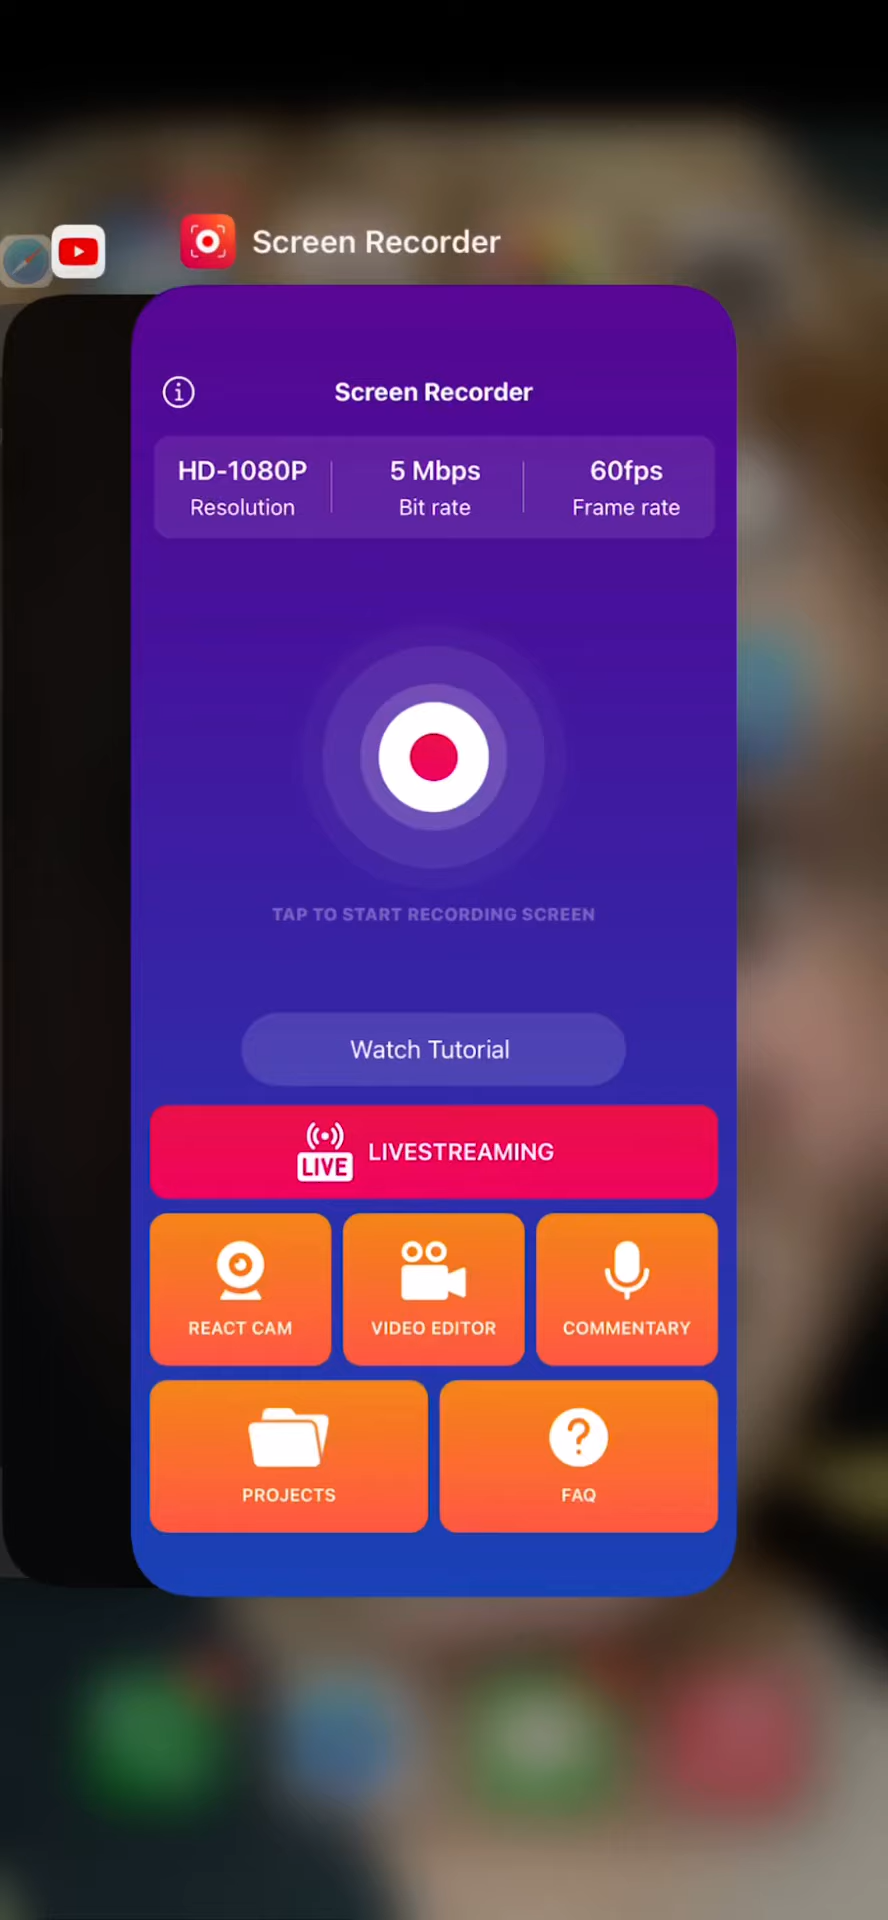 Screen Recorder
Screen Recorder
HD-1080P
Resolution
5 Mbps
Bit rate
60fps
Frame rate
TAP TO START RECORDING SCREEN
Watch Tutorial
LIVE LIVESTREAMING
REACT CAM
VIDEO EDITOR
COMMENTARY
PROJECTS
FAQ